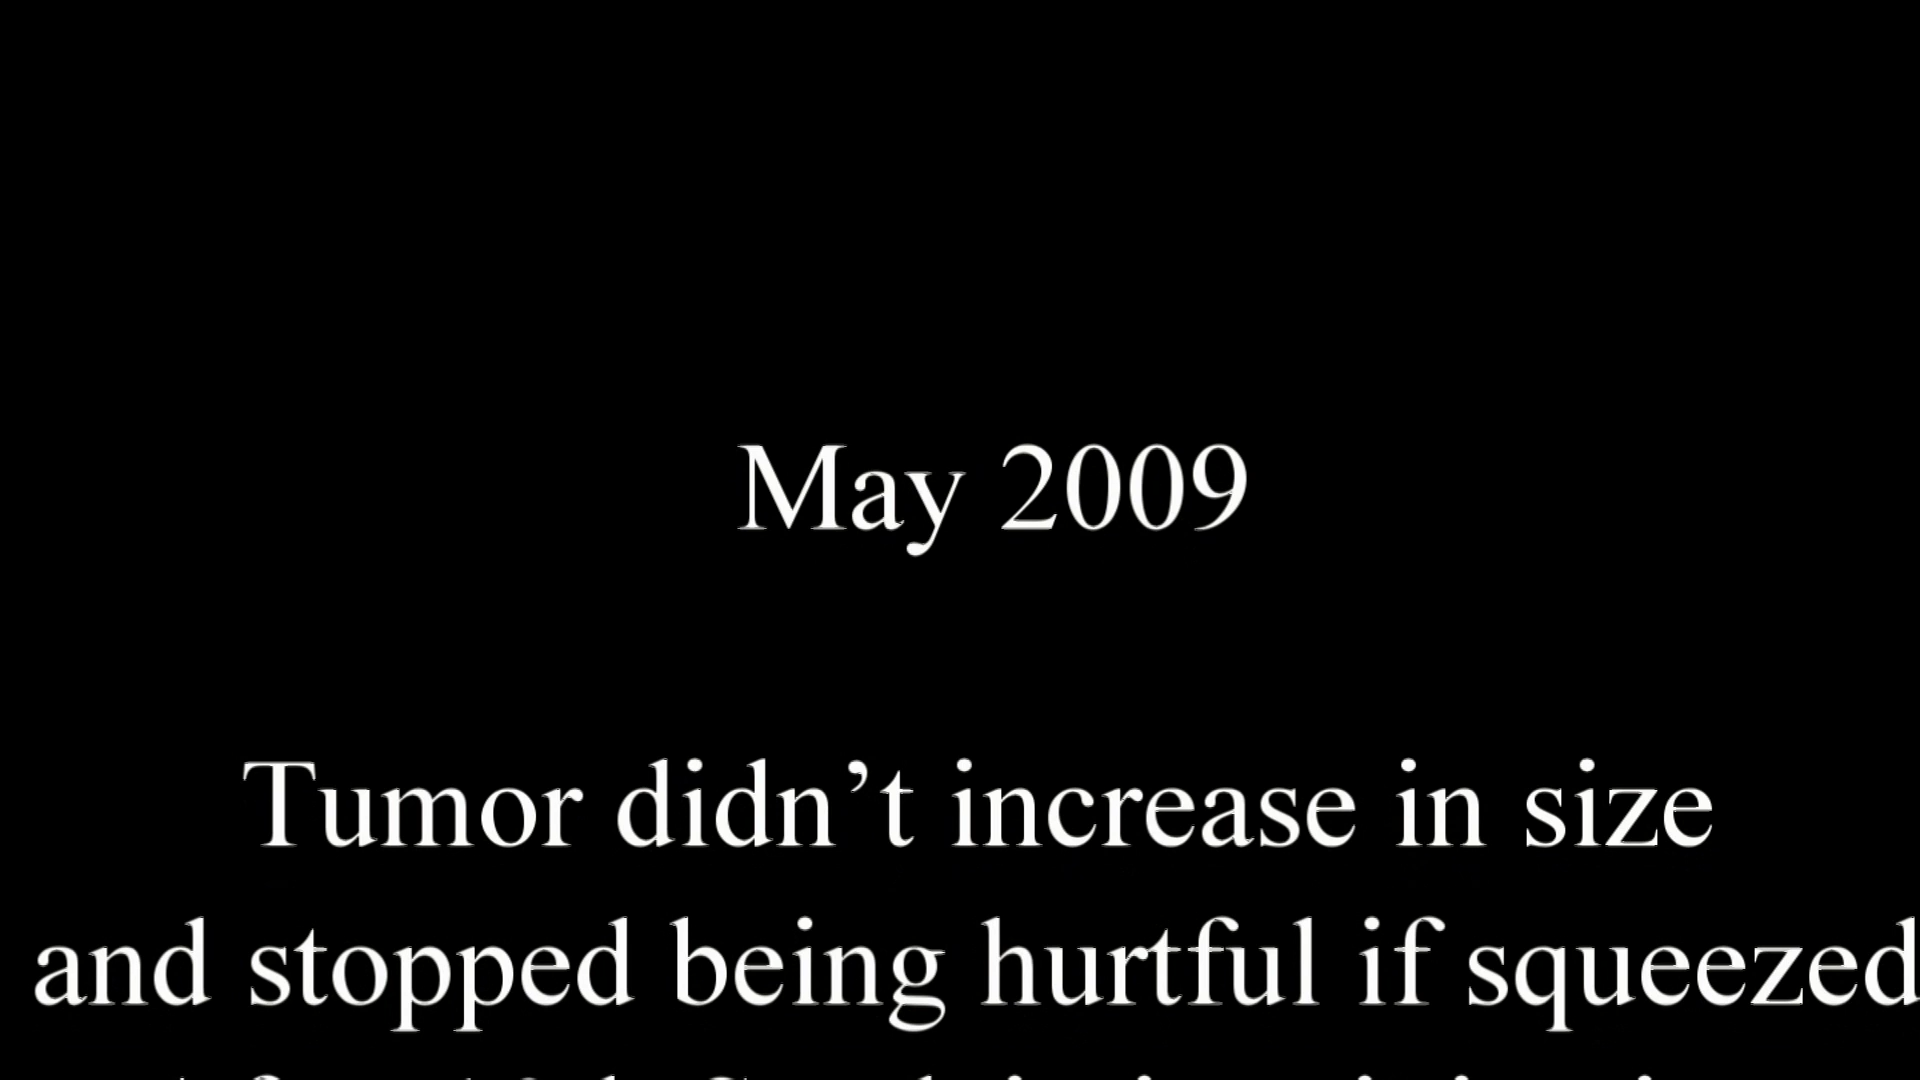 May 2009
Tumor didn’t increase in size
and stopped being hurtful if squeezed